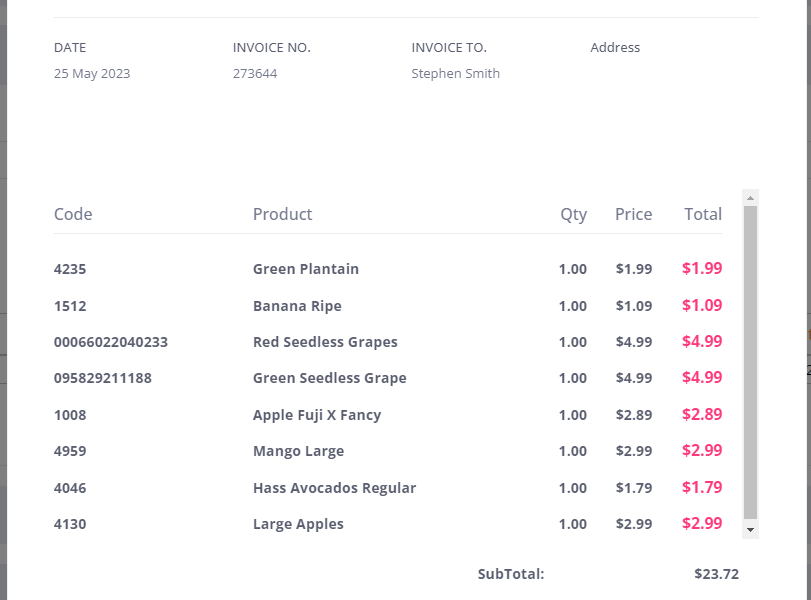 DATE INVOICE NO. INVOICE TO. Address
25 May 2023 273644 Stephen Smith
Code Product Qty Price Total
4235 Green Plantain 1.00 $1.99 $1.99
1512 Banana Ripe 1.00 $1.09 $1.09
00066022040233 Red Seedless Grapes 1.00 $4.99 $4.99
095829211188 Green Seedless Grape 1.00 $4.99 $4.99
1008 Apple Fuji X Fancy 1.00 $2.89 $2.89
4959 Mango Large 1.00 $2.99 $2.99
4046 Hass Avocados Regular 1.00 $1.79 $1.79
4130 Large Apples 1.00 $2.99 $2.99
SubTotal: $23.72